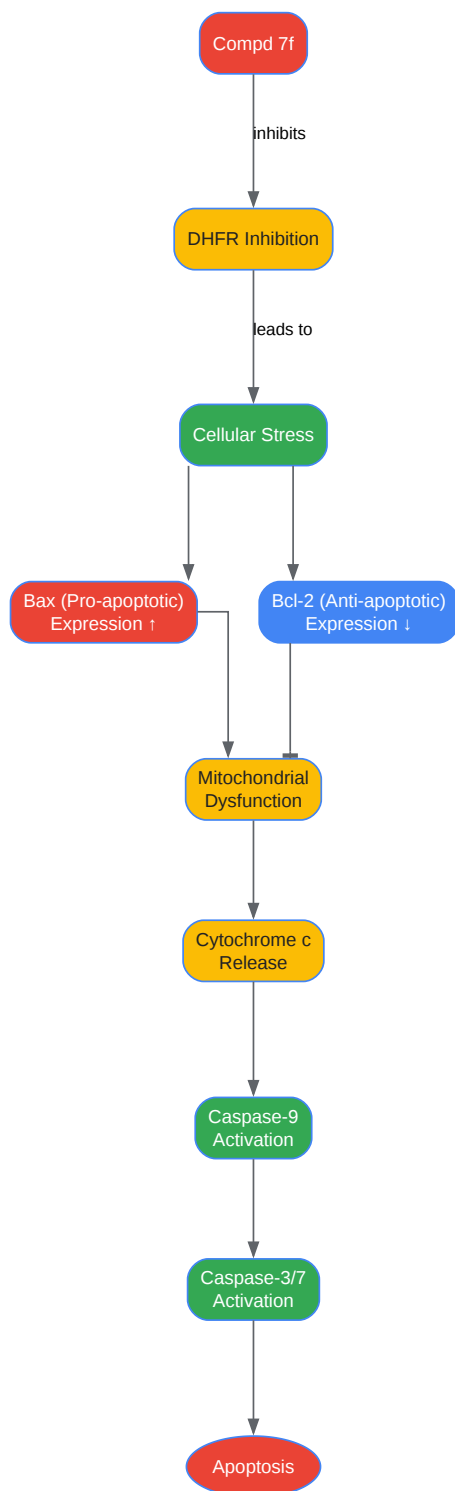 Compd 7f
inhibits
DHFR Inhibition
leads to
Cellular Stress
Bax (Pro-apoptotic)
Expression ↑
Bcl-2 (Anti-apoptotic)
Expression ↓
Mitochondrial
Dysfunction
Cytochrome c
Release
Caspase-9
Activation
Caspase-3/7
Activation
Apoptosis